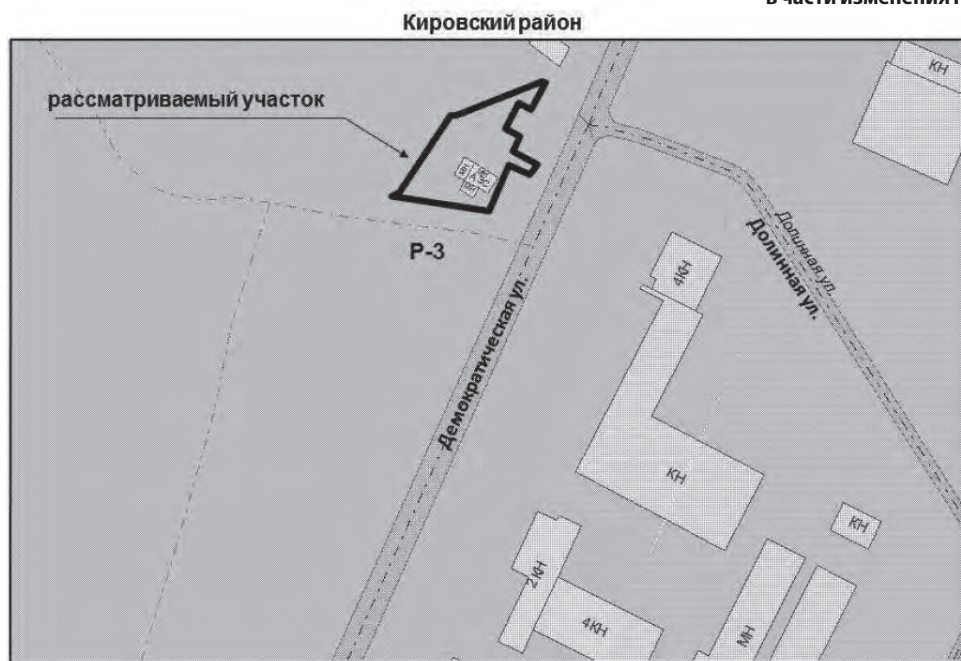 в части изменения
Кировский район
рассматриваемый участок
КН
Р-3
Демократическая ул.
Долинная ул.
Долинная ул.
4КН
КН
КН
2КН
4КН
МН